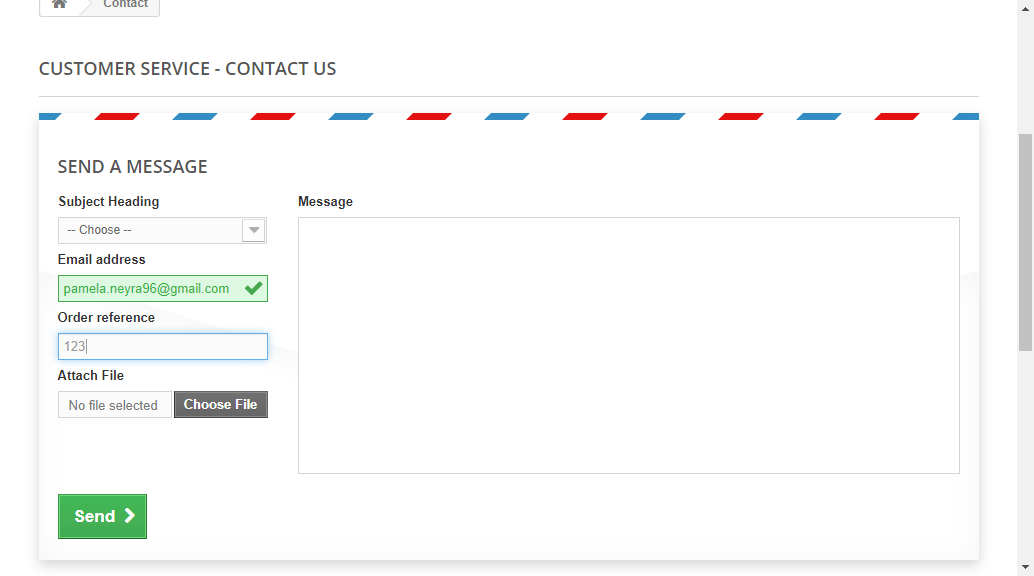 Contact
CUSTOMER SERVICE - CONTACT US
SEND A MESSAGE
Subject Heading
-- Choose --
Email address
pamela.neyra96@gmail.com
Order reference
123
Attach File
No file selected
Choose File
Message
Send